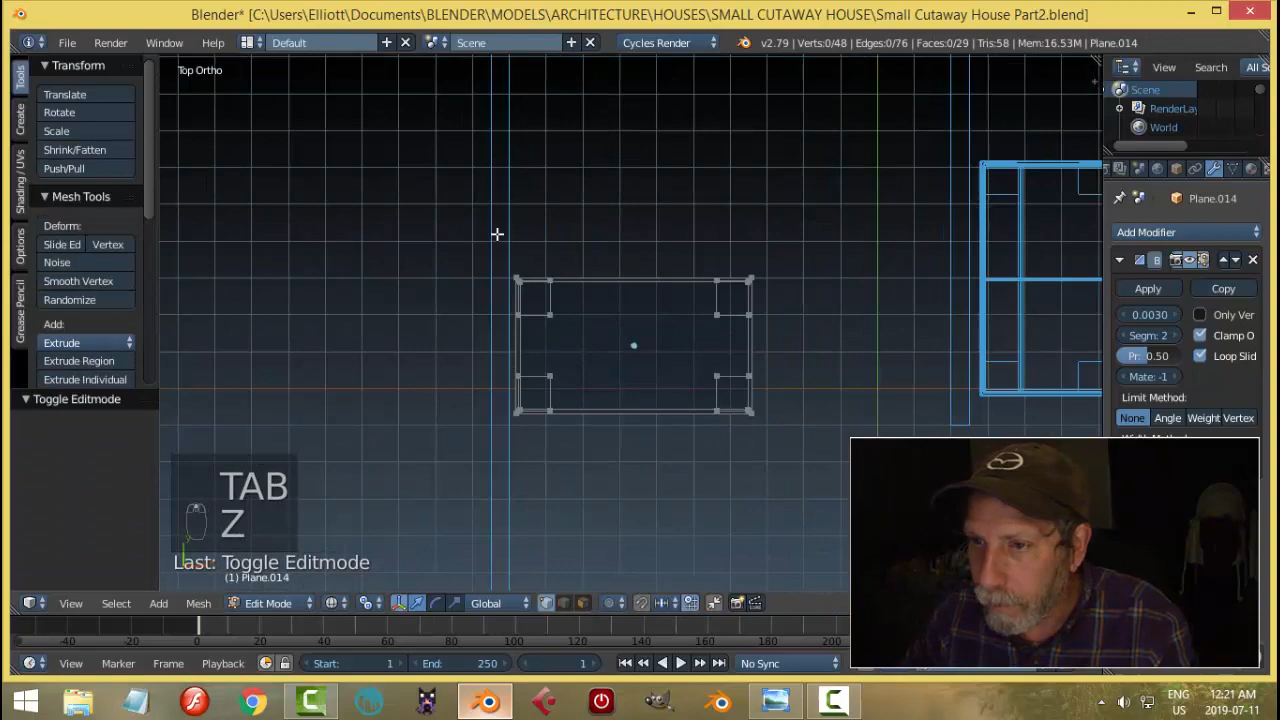 Blender* [C:\Users\Elliott\Documents\BLENDER\MODELS\ARCHITECTURE\HOUSES\SMALL CUTAWAY HOUSE\Small Cutaway House Part2.blend]
File Render Window Help Default Scene Cycles Render v2.79 | Verts:0/48 | Edges:0/76 | Faces:0/29 | Tris:58 | Mem:16.53M | Plane.014
Tools
Create
Shading / UVs
Options
Grease Pencil
Transform
Translate
Rotate
Scale
Shrink/Fatten
Push/Pull
Mesh Tools
Deform:
Slide Ed Vertex
Noise
Smooth Vertex
Randomize
Add:
Extrude
Extrude Region
Extrude Individual
Toggle Editmode
Top Ortho
TAB
Z
Last: Toggle Editmode
(1) Plane.014
View Search All S
Scene
RenderLay
World
Plane.014
Add Modifier
B
Apply Copy
0.0030 Only Ver
Segm: 2 Clamp O
Pr: 0.50 Loop Slid
Mate: -1
Limit Method:
None Angle Weight Vertex
View Select Add Mesh Edit Mode Global
-40 -20 0 20 40 60 80 100 120 140 160 180 200
View Marker Frame Playback Start: 1 End: 250 1 No Sync
ENG 12:21 AM
US 2019-07-11